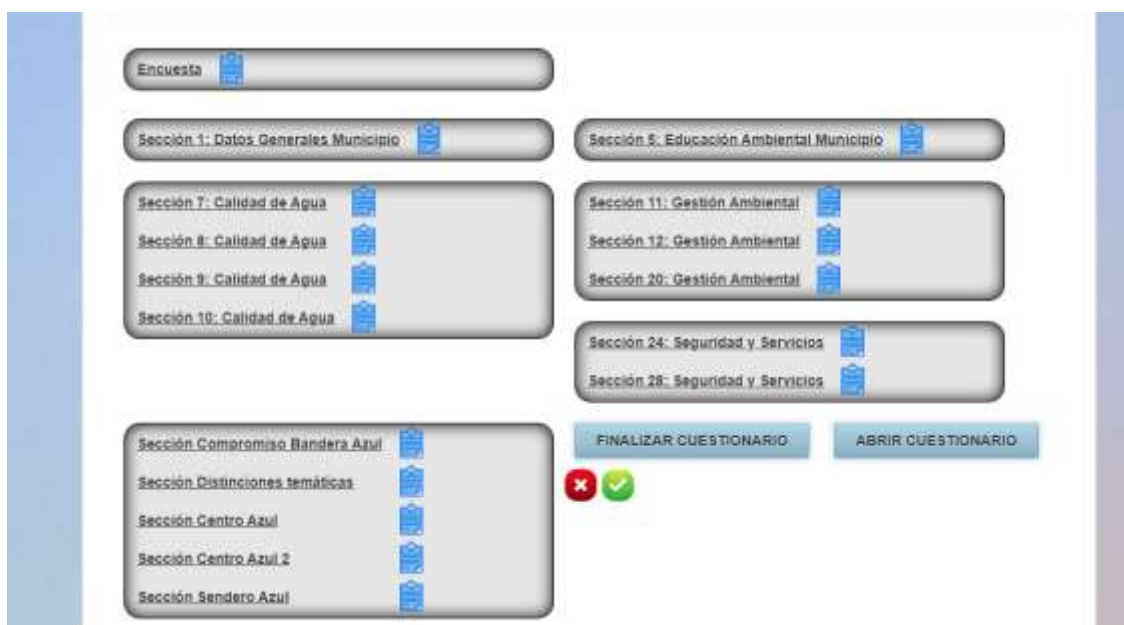 Encuesta
Sección 1: Datos Generales Municipio
Sección 5: Educación Ambiental Municipio
Sección 7: Calidad de Agua
Sección 8: Calidad de Agua
Sección 9: Calidad de Agua
Sección 10: Calidad de Agua
Sección 11: Gestión Ambiental
Sección 12: Gestión Ambiental
Sección 20: Gestión Ambiental
Sección 24: Seguridad y Servicios
Sección 28: Seguridad y Servicios
Sección Compromiso Bandera Azul
Sección Distinciones temáticas
Sección Centro Azul
Sección Centro Azul 2
Sección Sendero Azul
FINALIZAR CUESTIONARIO
ABRIR CUESTIONARIO